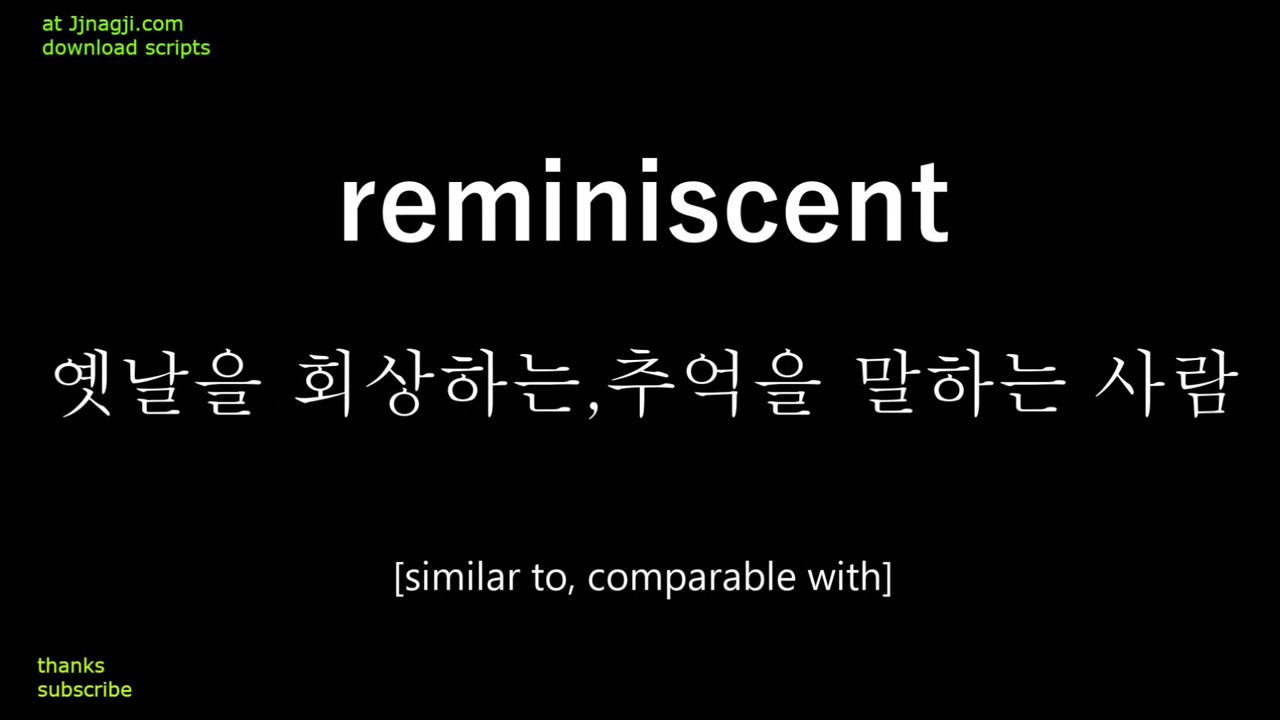 at Jjnagji.com
download scripts
reminiscent
옛날을 회상하는,추억을 말하는 사람
[similar to, comparable with]
thanks
subscribe